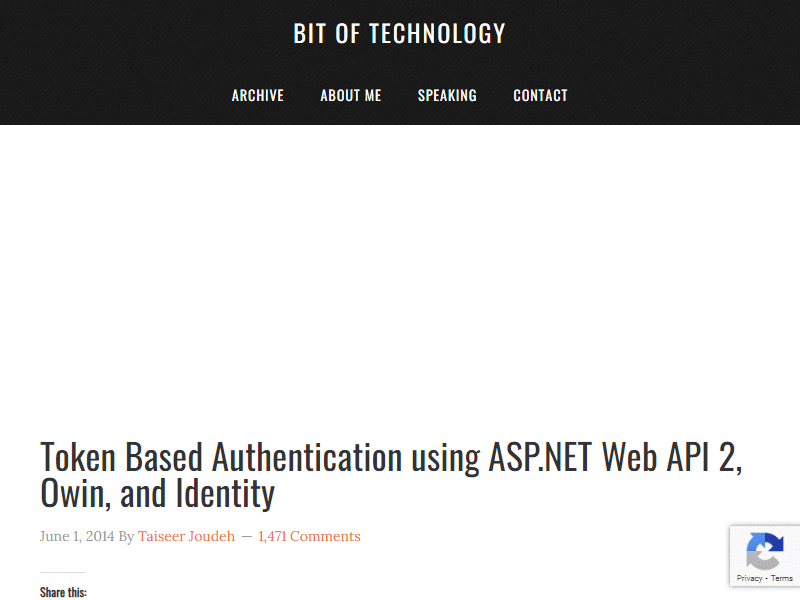 BIT OF TECHNOLOGY
ARCHIVE ABOUT ME SPEAKING CONTACT
Token Based Authentication using ASP.NET Web API 2,
Owin, and Identity
June 1, 2014 By Taiseer Joudeh — 1,471 Comments
Share this:
Privacy - Terms